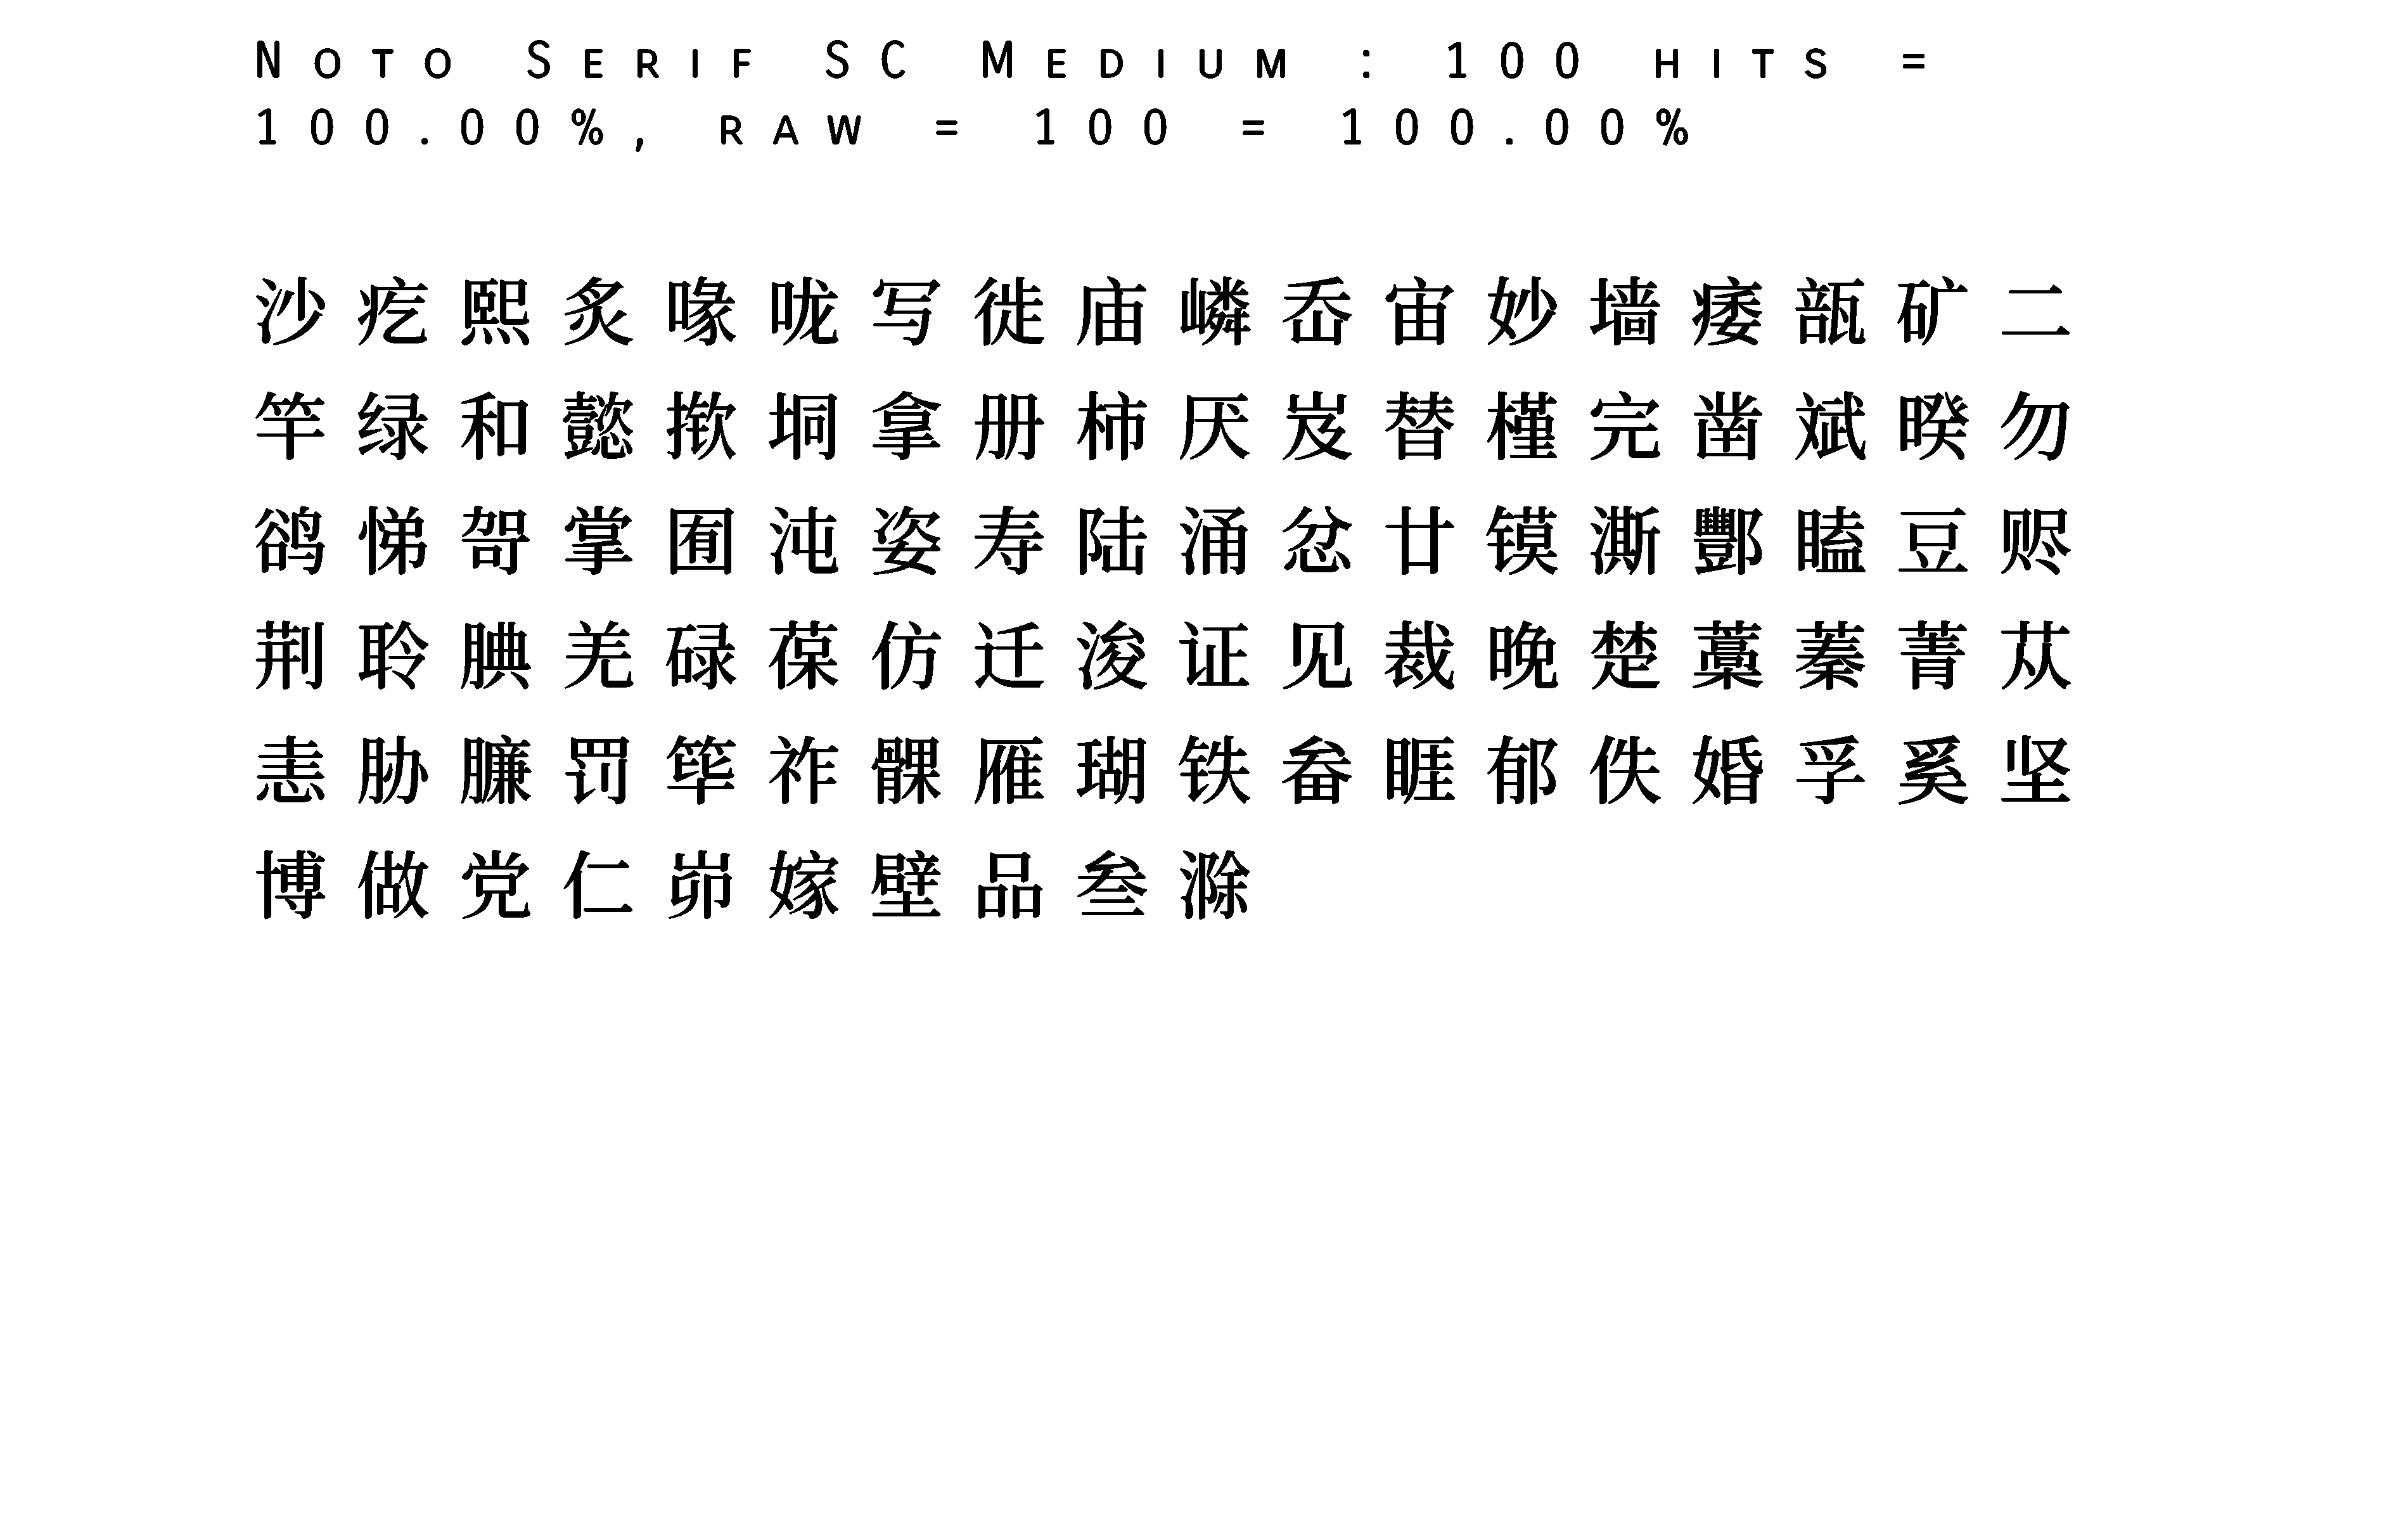 Noto Serif SC Medium : 100 hits =
100.00%, raw = 100 = 100.00%
沙疙熙炙喙咙写徙庙嶙岙宙妙墙痿瓿矿二
竿绿和懿揿垌拿册柿厌岌替槿完凿斌暌勿
鹆悌哿掌囿沌姿寿陆涌忿廿镆澌酆瞌豆赆
荆聆腆羌碌葆仿迁浚证见裁晚楚藁蓁菁苁
恚胁臁罚筚祚髁雁瑚铁畚睚郁佚婚孚奚坚
博做党仁峁嫁壁品叁滁